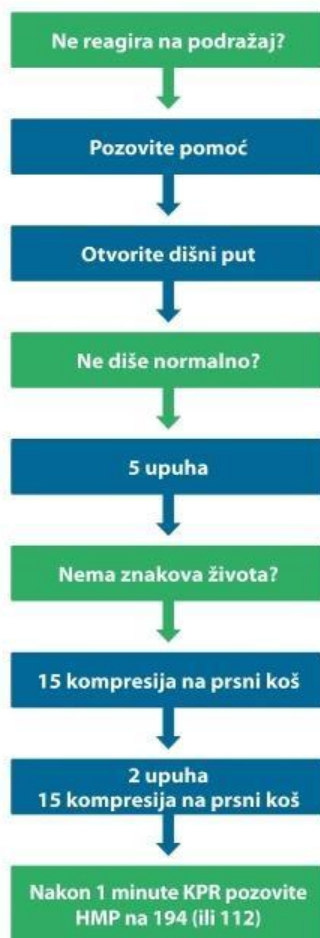 Ne reagira na podražaj?
Pozovite pomoć
Otvorite dišni put
Ne diše normalno?
5 upuha
Nema znakova života?
15 kompresija na prsni koš
2 upuha
15 kompresija na prsni koš
Nakon 1 minute KPR pozovite
HMP na 194 (ili 112)